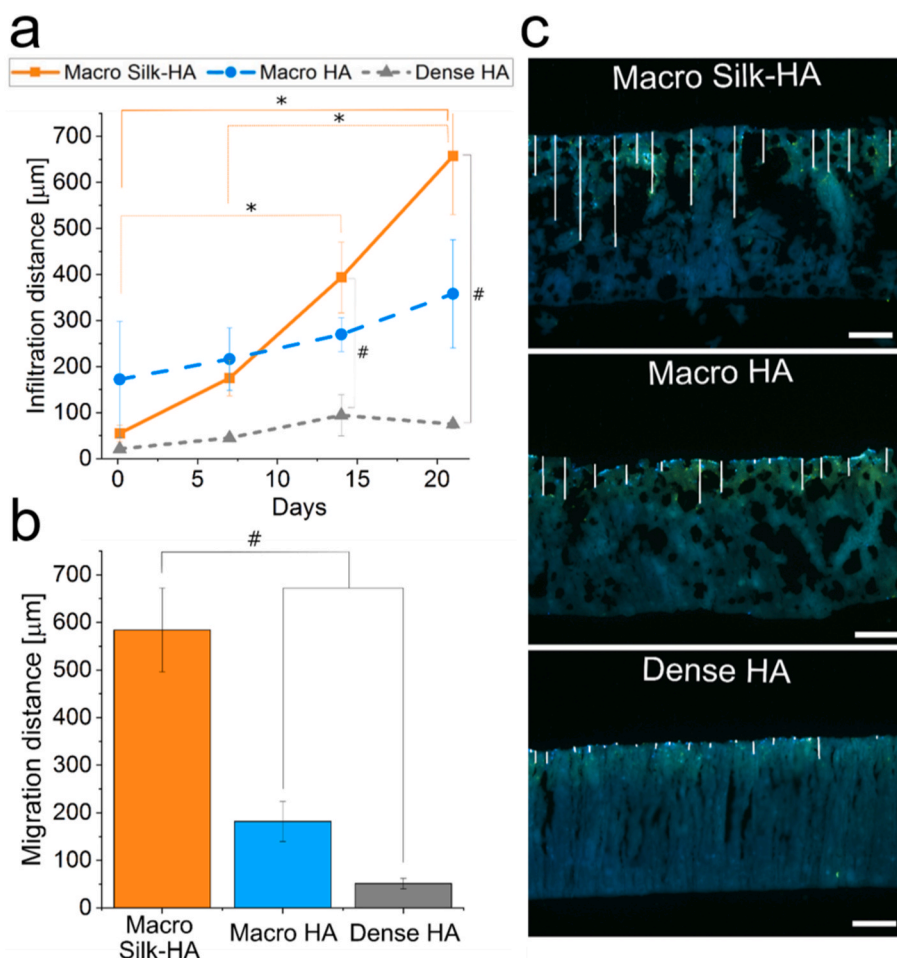 a
Macro Silk-HA Macro HA Dense HA
Infiltration distance [µm]
700
600
500
400
300
200
100
0
* * *
# #
0 5 10 15 20
Days
b
Migration distance [µm]
700
600
500
400
300
200
100
0
#
Macro Silk-HA
Macro HA
Dense HA
c
Macro Silk-HA
Macro HA
Dense HA